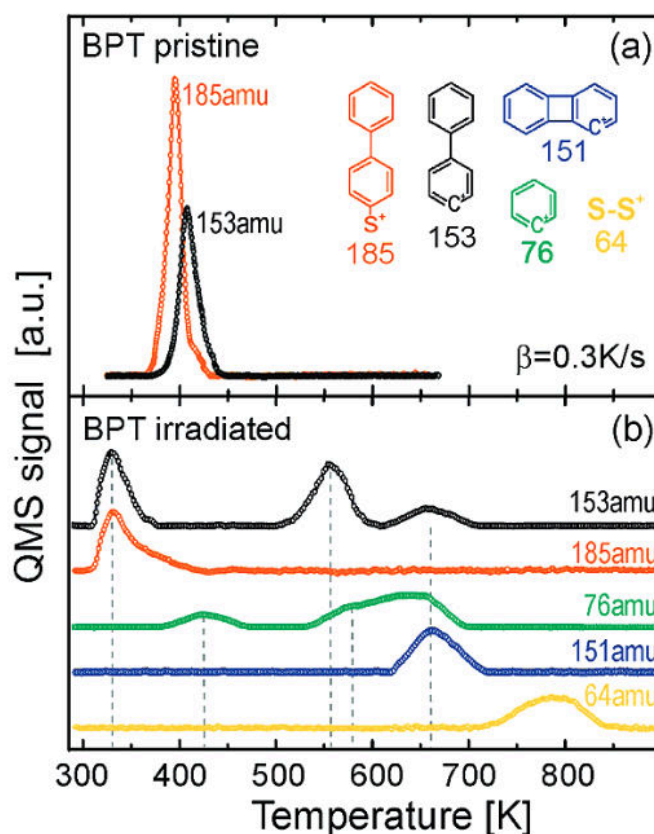 BPT pristine (a)
185amu
153amu
S⁺
185
C⁺
153
C⁺
151
C⁺
76
S-S⁺
64
β=0.3K/s
BPT irradiated (b)
153amu
185amu
76amu
151amu
64amu
300 400 500 600 700 800
Temperature [K]
QMS signal [a.u.]